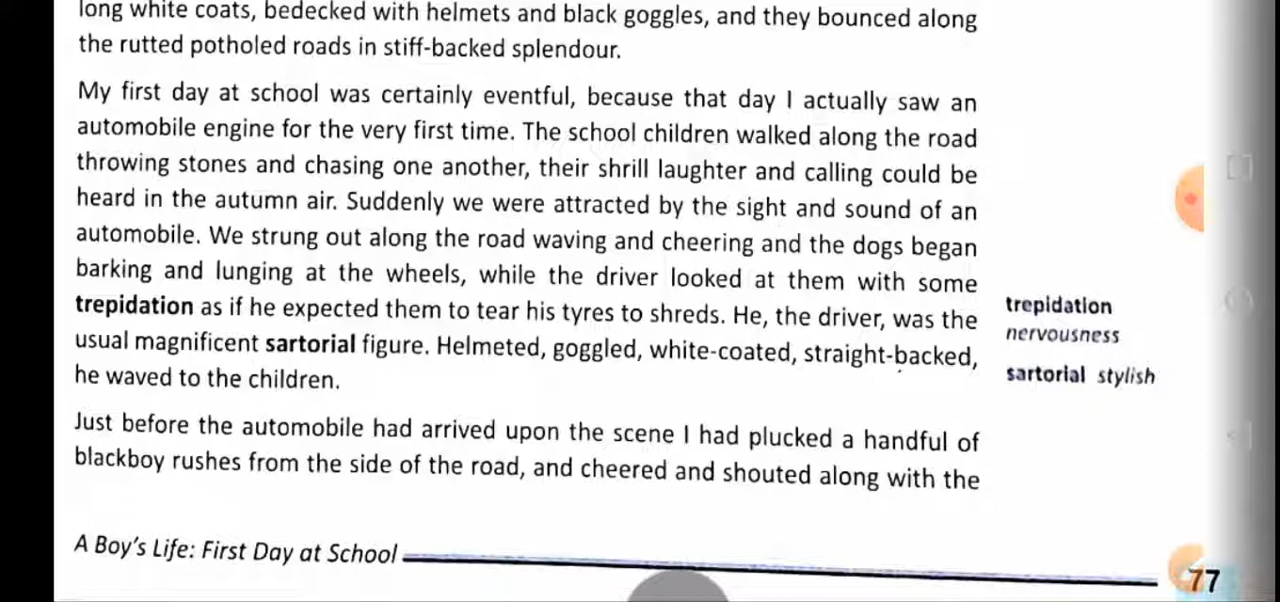 long white coats, bedecked with helmets and black goggles, and they bounced along
the rutted potholed roads in stiff-backed splendour.
My first day at school was certainly eventful, because that day I actually saw an
automobile engine for the very first time. The school children walked along the road
throwing stones and chasing one another, their shrill laughter and calling could be
heard in the autumn air. Suddenly we were attracted by the sight and sound of an
automobile. We strung out along the road waving and cheering and the dogs began
barking and lunging at the wheels, while the driver looked at them with some
trepidation as if he expected them to tear his tyres to shreds. He, the driver, was the
usual magnificent sartorial figure. Helmeted, goggled, white-coated, straight-backed,
he waved to the children.
trepidation
nervousness
sartorial stylish
Just before the automobile had arrived upon the scene I had plucked a handful of
blackboy rushes from the side of the road, and cheered and shouted along with the
A Boy's Life: First Day at School
77